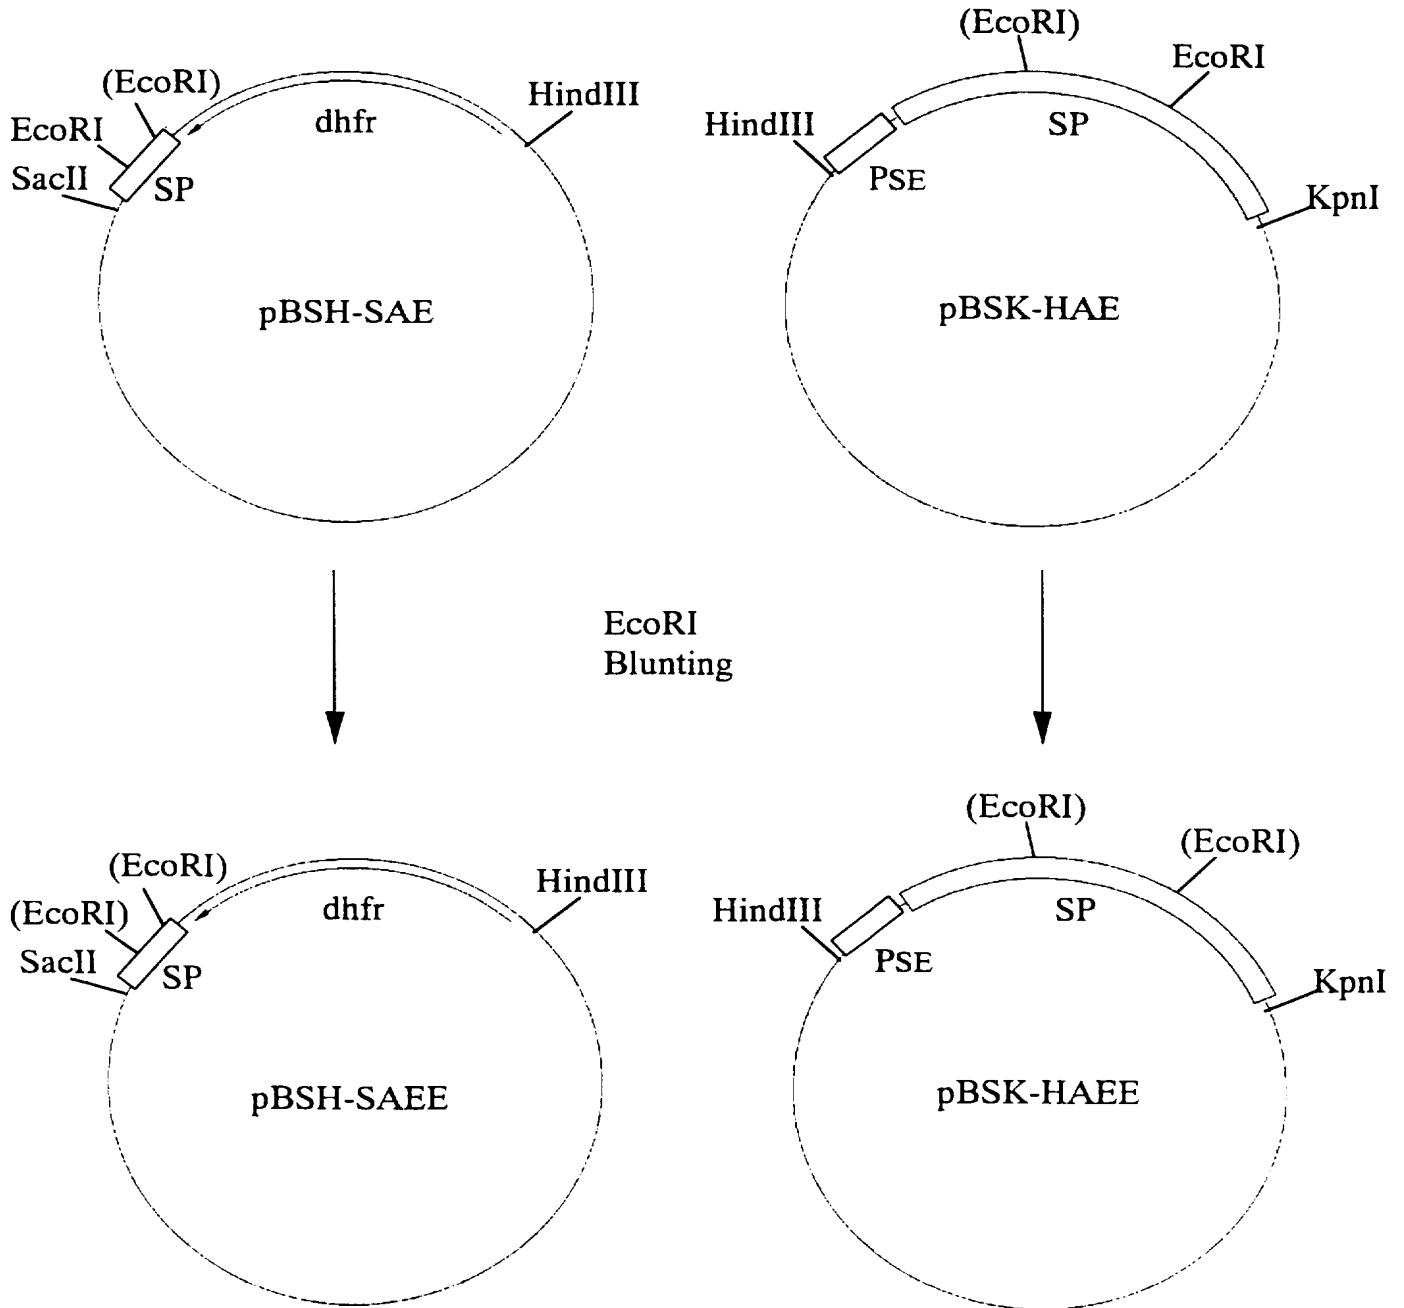 (EcoRI)
EcoRI
SacII
SP
dhfr
HindIII
pBSH-SAE
(EcoRI)
EcoRI
HindIII
SP
PSE
KpnI
pBSK-HAE
EcoRI
Blunting
(EcoRI)
(EcoRI)
SacII
SP
dhfr
HindIII
pBSH-SAEE
(EcoRI)
(EcoRI)
HindIII
SP
PSE
KpnI
pBSK-HAEE